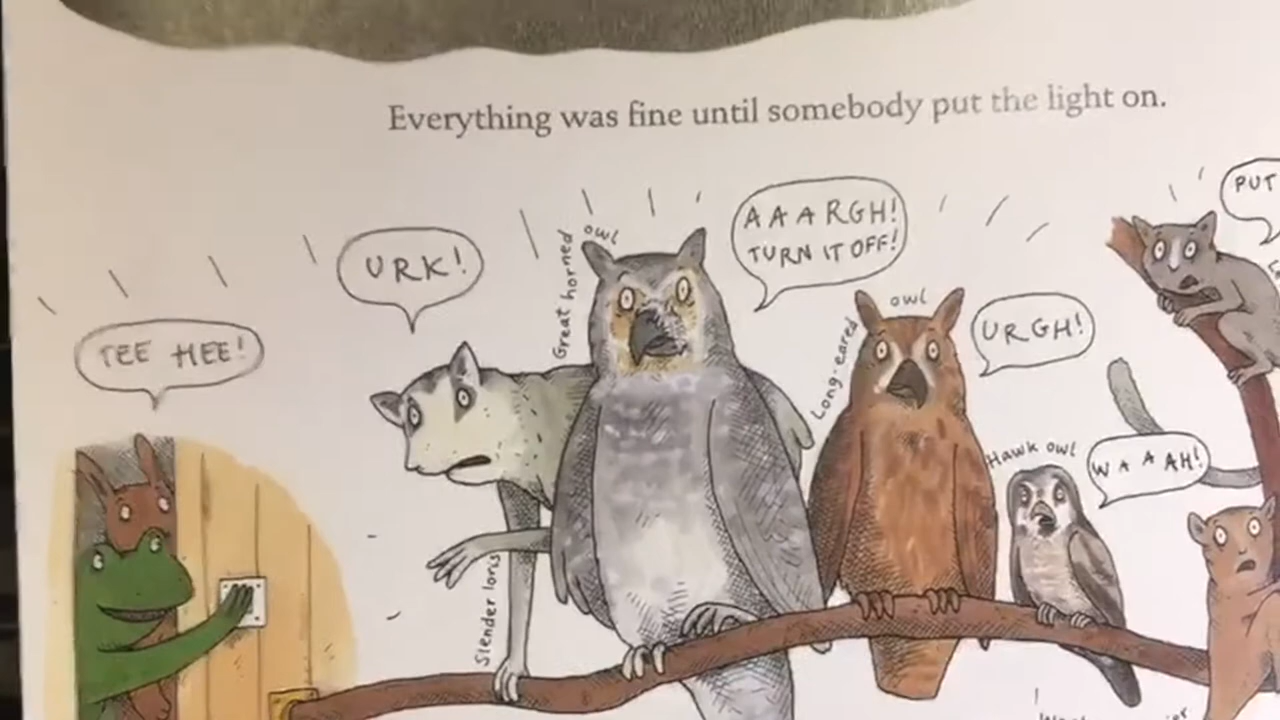 Everything was fine until somebody put the light on.
TEE HEE!
URK!
Great horned owl
AAARGH!
TURN IT OFF!
Long-eared owl
URGH!
PUT
Hawk owl
WAAAH!
Slender loris